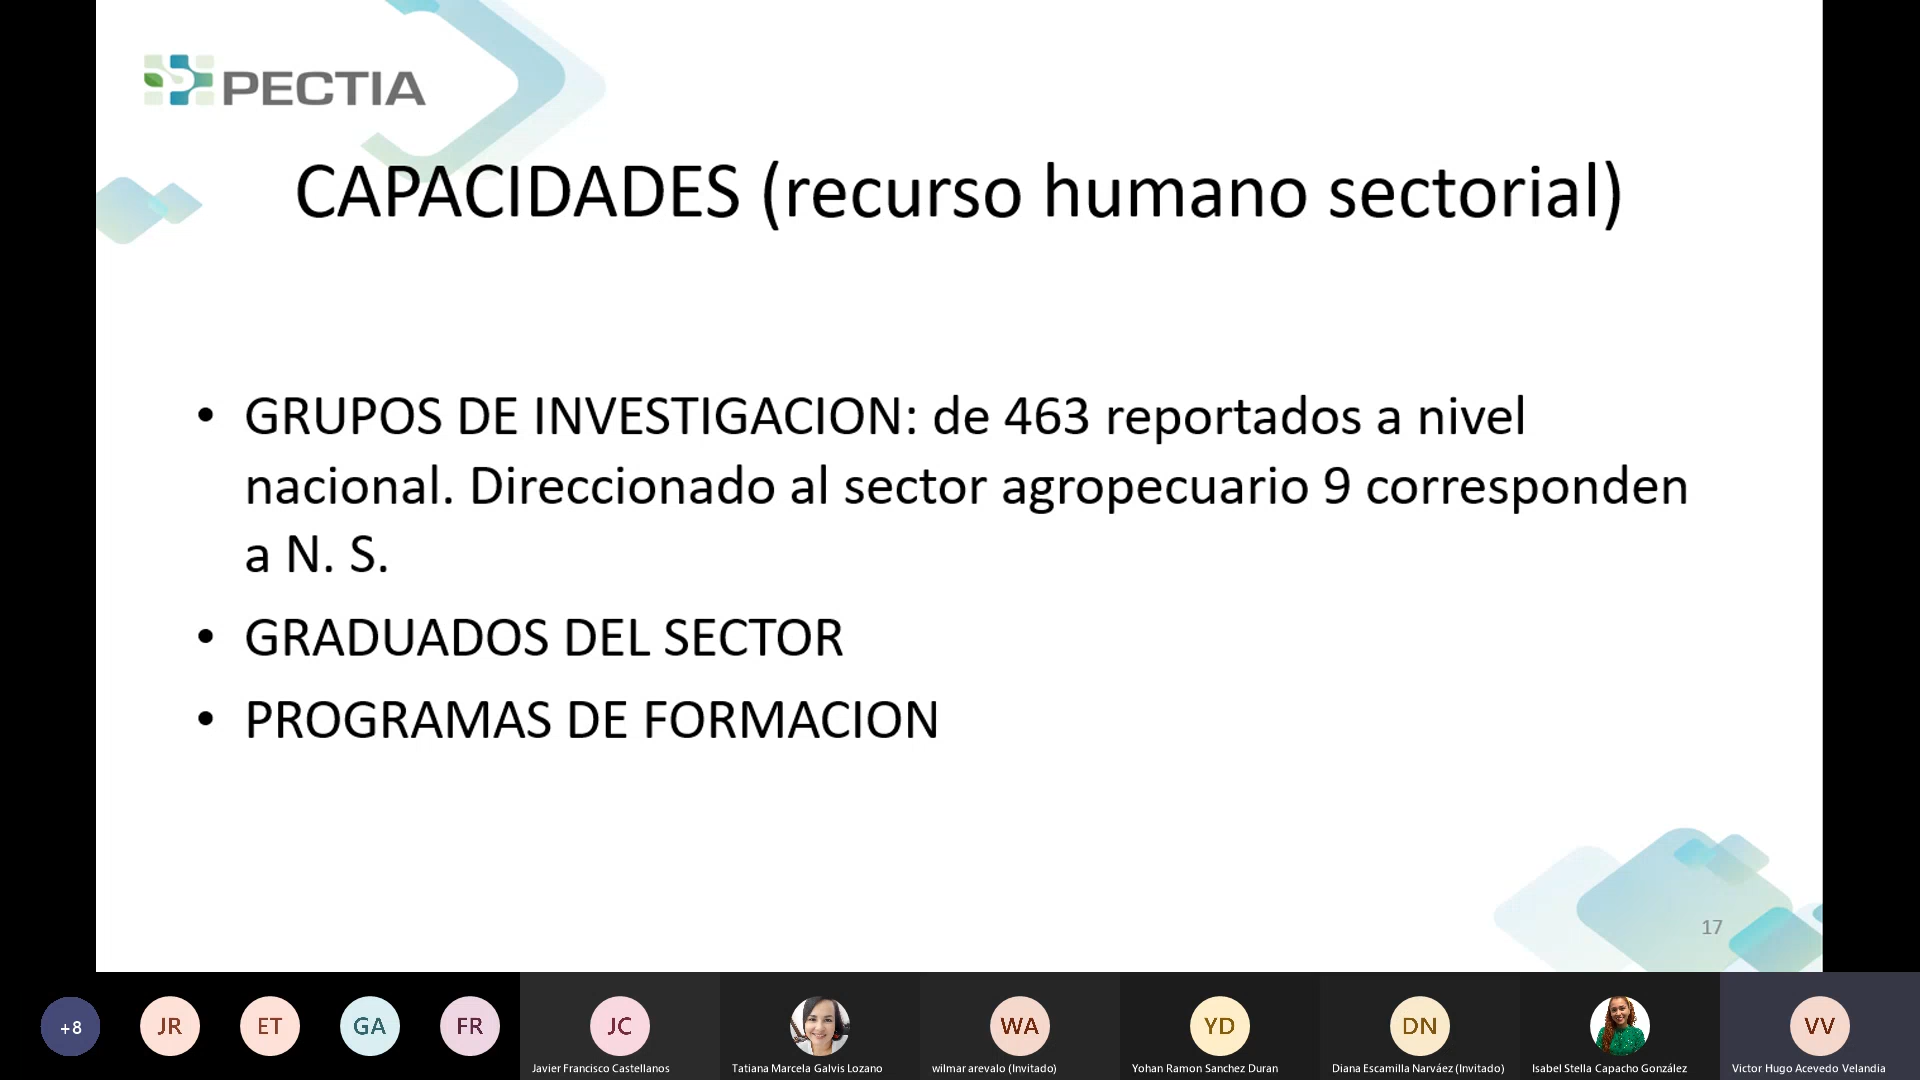 PECTIA
CAPACIDADES (recurso humano sectorial)
• GRUPOS DE INVESTIGACION: de 463 reportados a nivel
nacional. Direccionado al sector agropecuario 9 corresponden
a N. S.
• GRADUADOS DEL SECTOR
• PROGRAMAS DE FORMACION
17
+8
JR
ET
GA
FR
JC
WA
YD
DN
VV
Javier Francisco Castellanos
Tatiana Marcela Galvis Lozano
wilmar arevalo (Invitado)
Yohan Ramon Sanchez Duran
Diana Escamilla Narváez (Invitado)
Isabel Stella Capacho González
Victor Hugo Acevedo Velandia